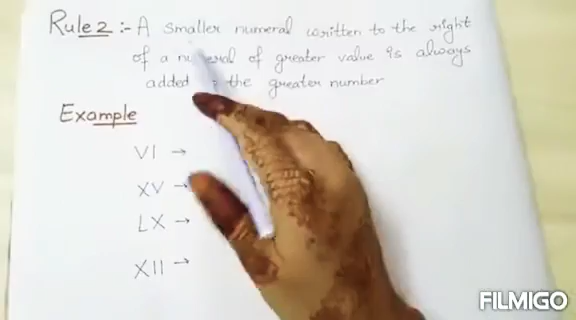 Rule 2 :- A smaller numeral written to the right
of a numeral of greater value is always
added the greater number
Example
VI →
XV →
LX →
XII →
FILMIGO